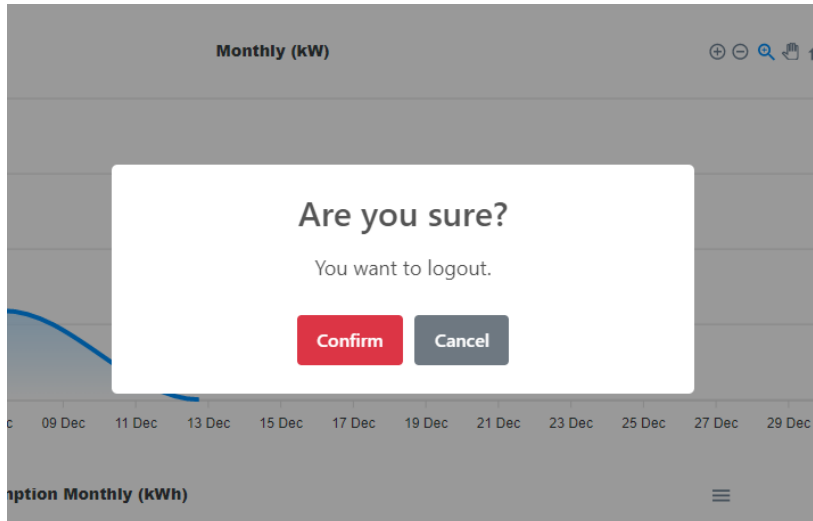 Monthly (kW)
Are you sure?
You want to logout.
Confirm Cancel
09 Dec 11 Dec 13 Dec 15 Dec 17 Dec 19 Dec 21 Dec 23 Dec 25 Dec 27 Dec 29 Dec
Monthly (kWh)